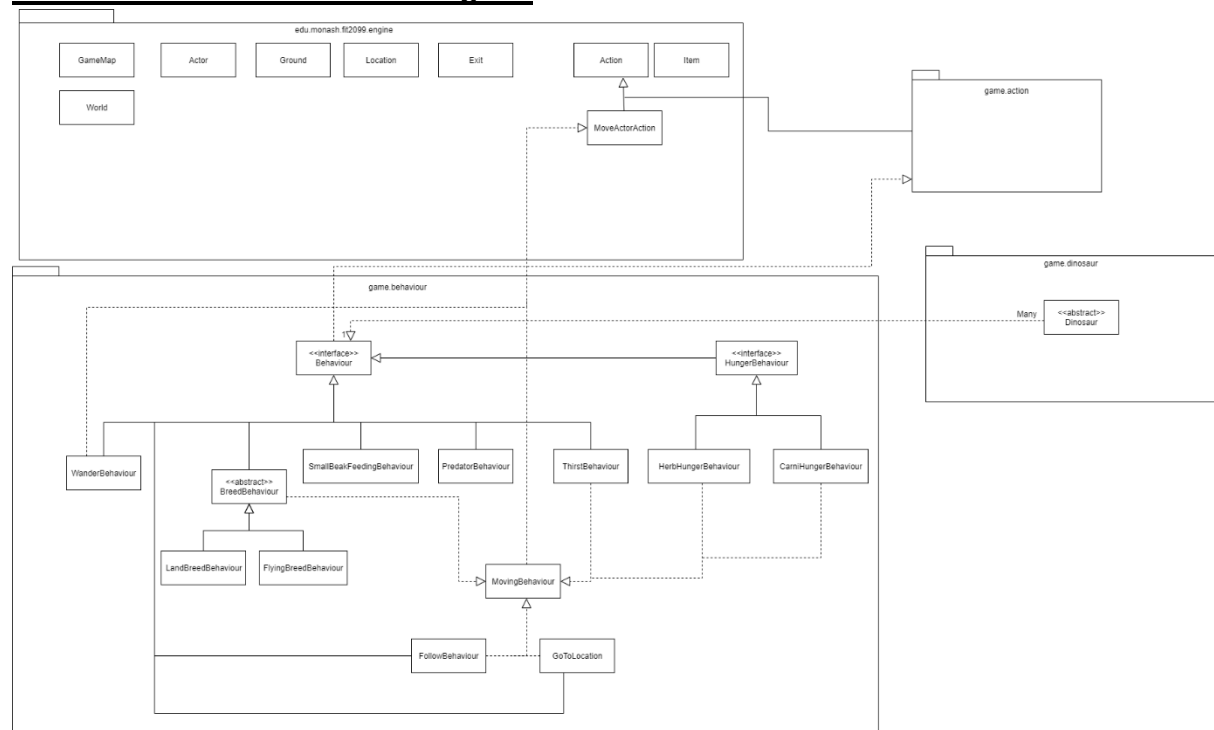 edu.monash.fit2099.engine
GameMap
Actor
Ground
Location
Exit
Action
Item
World
MoveActorAction
game.action
game.dinosaur
Many
<<abstract>>
Dinosaur
game.behaviour
1
<<interface>>
Behaviour
<<interface>>
HungerBehaviour
WanderBehaviour
<<abstract>>
BreedBehaviour
SmallBeakFeedingBehaviour
PredatorBehaviour
ThirstBehaviour
HerbHungerBehaviour
CarniHungerBehaviour
LandBreedBehaviour
FlyingBreedBehaviour
MovingBehaviour
FollowBehaviour
GoToLocation